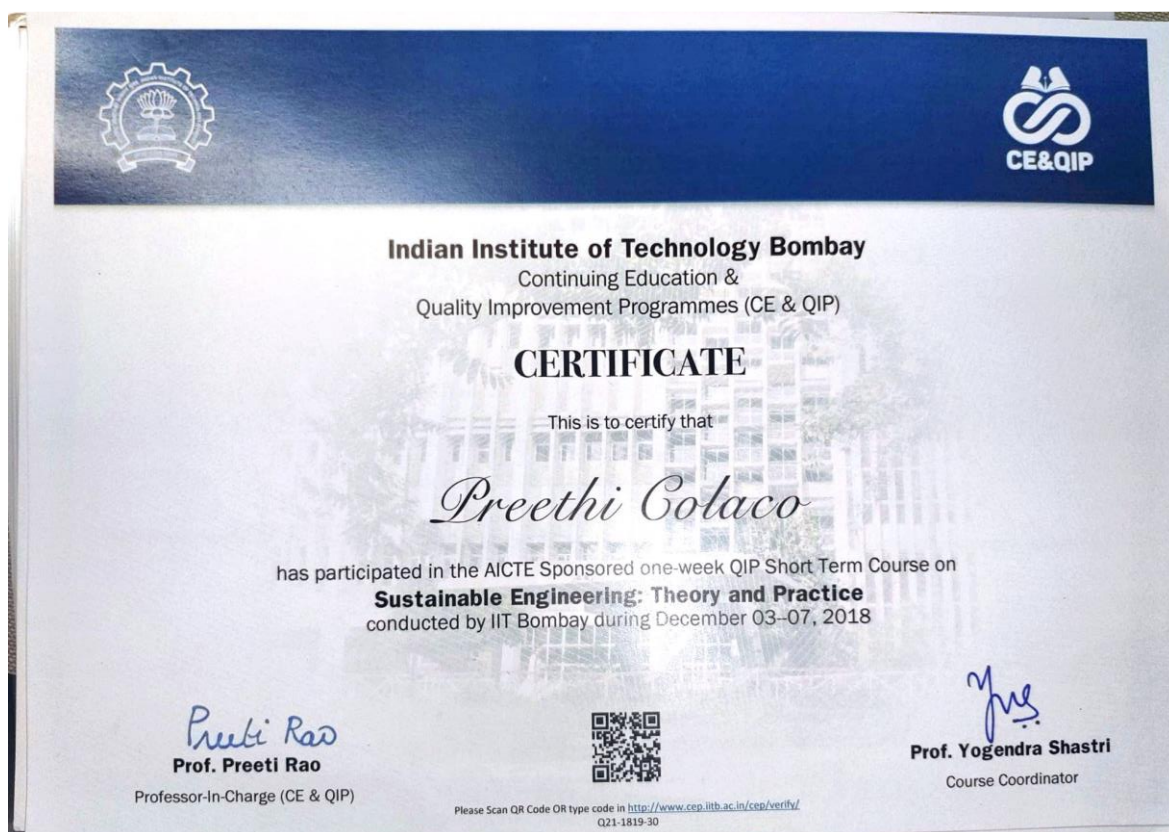 CE&QIP
Indian Institute of Technology Bombay
Continuing Education &
Quality Improvement Programmes (CE & QIP)
CERTIFICATE
This is to certify that
Preethi Colaco
has participated in the AICTE Sponsored one-week QIP Short Term Course on
Sustainable Engineering: Theory and Practice
conducted by IIT Bombay during December 03--07, 2018
Preeti Rao
Prof. Preeti Rao
Professor-In-Charge (CE & QIP)
Prof. Yogendra Shastri
Course Coordinator
Please Scan QR Code OR type code in http://www.cep.iitb.ac.in/cep/verify/
Q21-1819-30